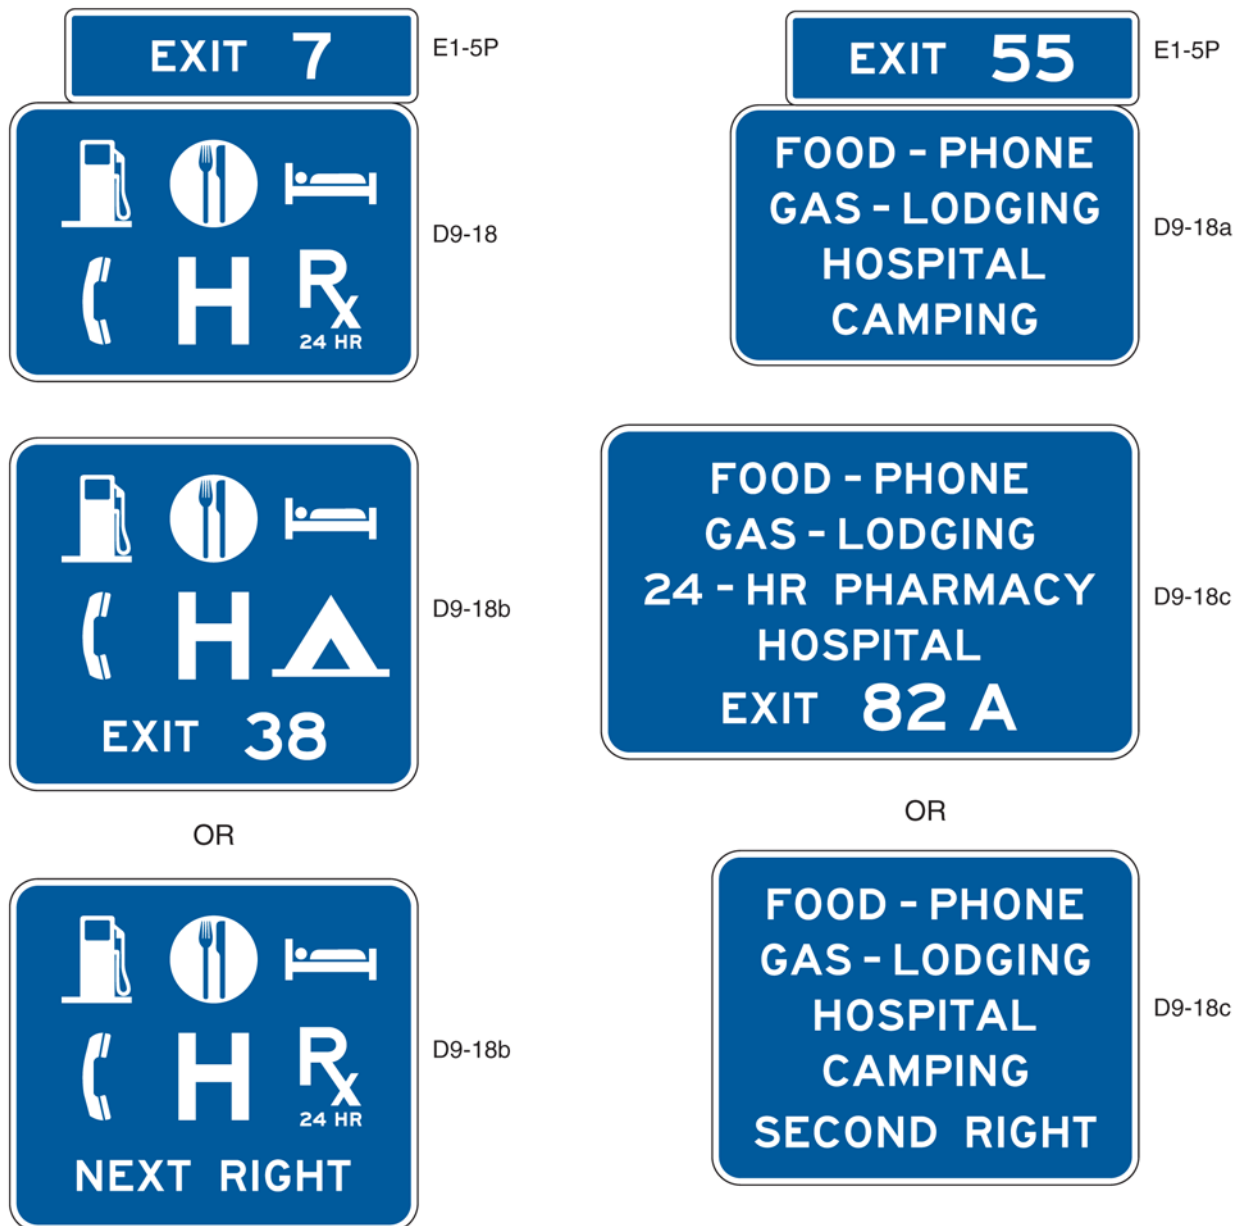 EXIT 7
E1-5P
H Rx
24 HR
D9-18
H
EXIT 38
D9-18b
OR
H Rx
24 HR
NEXT RIGHT
D9-18b
EXIT 55
E1-5P
FOOD - PHONE
GAS - LODGING
HOSPITAL
CAMPING
D9-18a
FOOD - PHONE
GAS - LODGING
24 - HR PHARMACY
HOSPITAL
EXIT 82 A
D9-18c
OR
FOOD - PHONE
GAS - LODGING
HOSPITAL
CAMPING
SECOND RIGHT
D9-18c